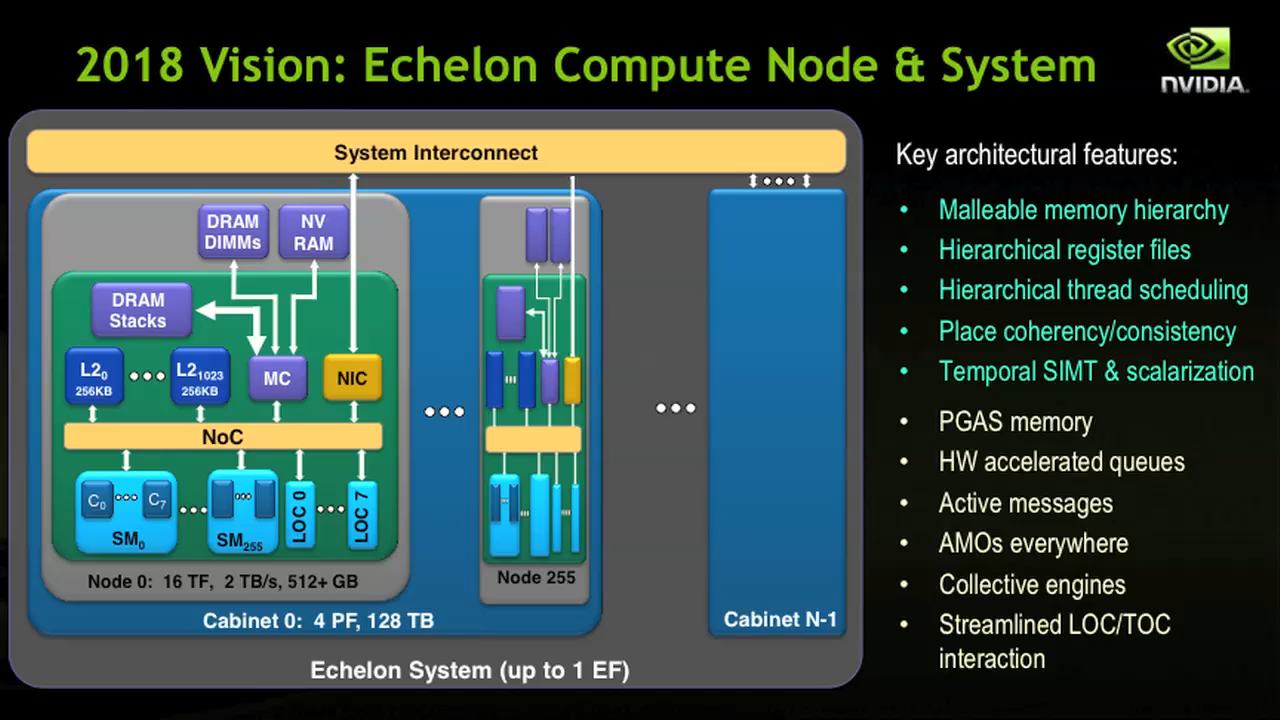 2018 Vision: Echelon Compute Node & System
NVIDIA.
System Interconnect
DRAM
DIMMs
NV
RAM
DRAM
Stacks
L2₀
256KB
L2₁₀₂₃
256KB
MC
NIC
NoC
C₀
C₇
SM₀
SM₂₅₅
LOC 0
LOC 7
Node 0: 16 TF, 2 TB/s, 512+ GB
Node 255
Cabinet 0: 4 PF, 128 TB
Cabinet N-1
Echelon System (up to 1 EF)
Key architectural features:
• Malleable memory hierarchy
• Hierarchical register files
• Hierarchical thread scheduling
• Place coherency/consistency
• Temporal SIMT & scalarization
• PGAS memory
• HW accelerated queues
• Active messages
• AMOs everywhere
• Collective engines
• Streamlined LOC/TOC
interaction